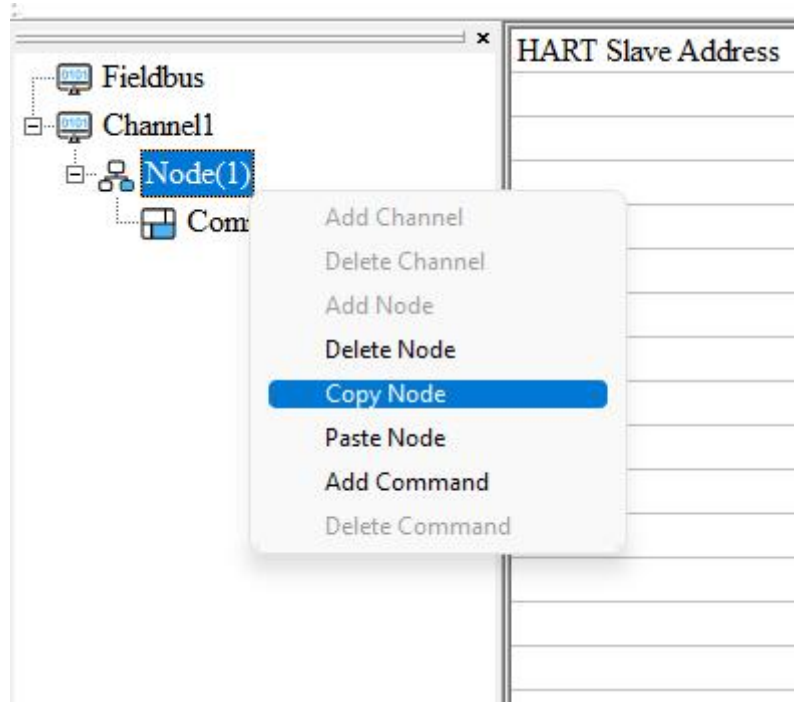 HART Slave Address
Fieldbus
Channel1
Node(1)
Com
Add Channel
Delete Channel
Add Node
Delete Node
Copy Node
Paste Node
Add Command
Delete Command